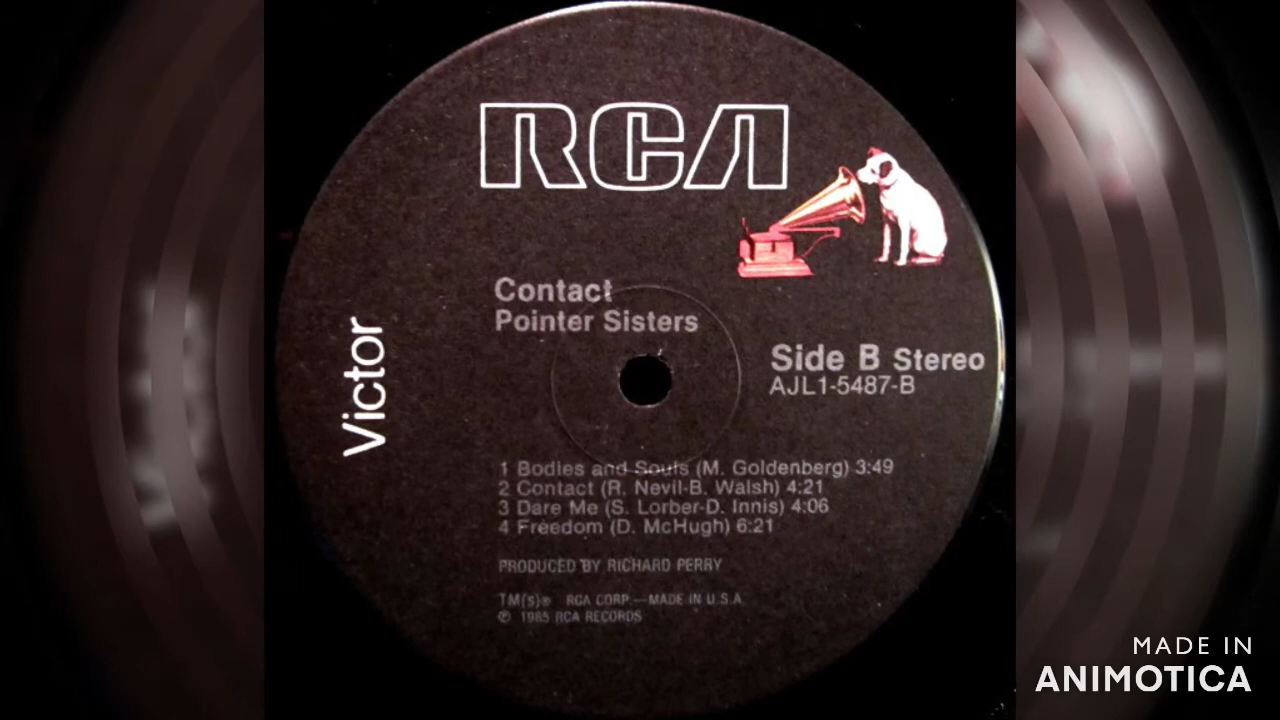 RCA
Victor
Contact
Pointer Sisters
Side B Stereo
AJL1-5487-B
1 Bodies and Souls (M. Goldenberg) 3:49
2 Contact (R. Nevil-B. Walsh) 4:21
3 Dare Me (S. Lorber-D. Innis) 4:06
4 Freedom (D. McHugh) 6:21
PRODUCED BY RICHARD PERRY
TM(s)® RCA CORP.—MADE IN U.S.A.
℗ 1985 RCA RECORDS
MADE IN
ANIMOTICA